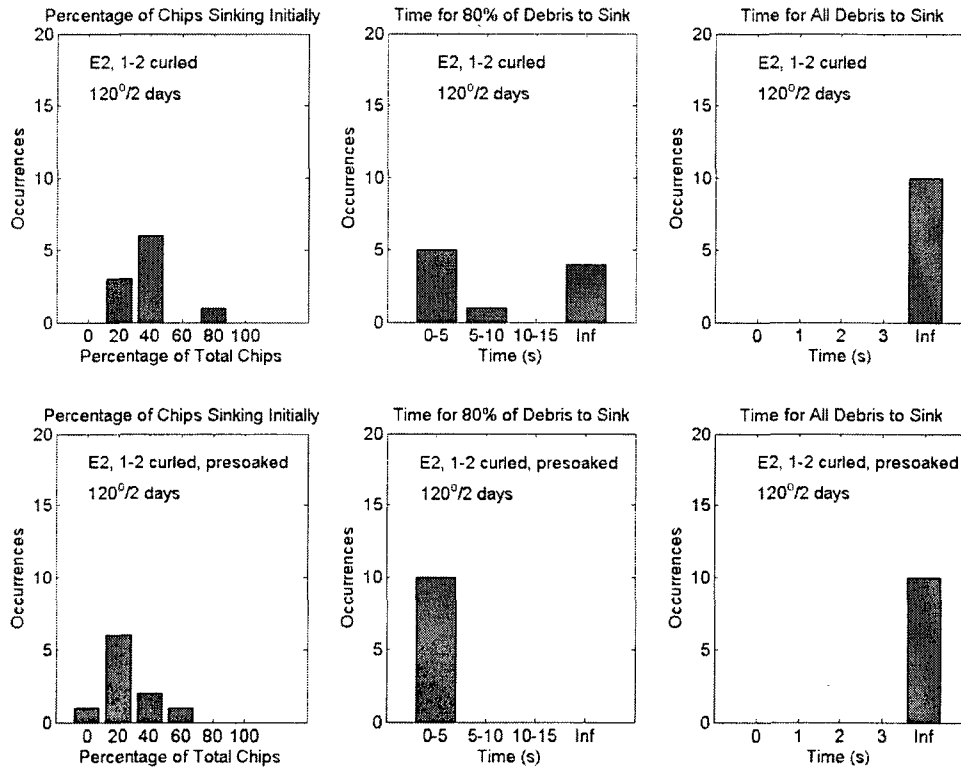 Percentage of Chips Sinking Initially
20
15
10
5
0
Occurrences
E2, 1-2 curled
120⁰/2 days
0 20 40 60 80 100
Percentage of Total Chips
Time for 80% of Debris to Sink
20
15
10
5
0
Occurrences
E2, 1-2 curled
120⁰/2 days
0-5 5-10 10-15 Inf
Time (s)
Time for All Debris to Sink
20
15
10
5
0
Occurrences
E2, 1-2 curled
120⁰/2 days
0 1 2 3 Inf
Time (s)
Percentage of Chips Sinking Initially
20
15
10
5
0
Occurrences
E2, 1-2 curled, presoaked
120⁰/2 days
0 20 40 60 80 100
Percentage of Total Chips
Time for 80% of Debris to Sink
20
15
10
5
0
Occurrences
E2, 1-2 curled, presoaked
120⁰/2 days
0-5 5-10 10-15 Inf
Time (s)
Time for All Debris to Sink
20
15
10
5
0
Occurrences
E2, 1-2 curled, presoaked
120⁰/2 days
0 1 2 3 Inf
Time (s)